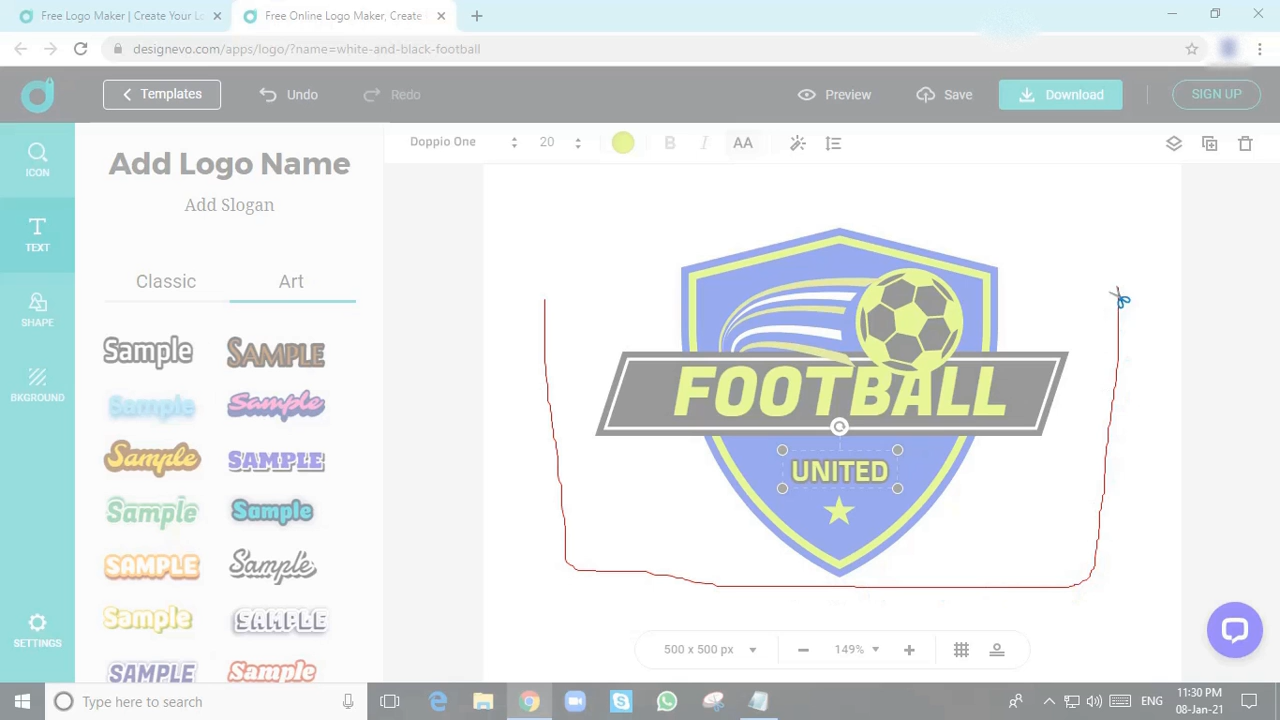 Free Logo Maker | Create Your Lo
Free Online Logo Maker, Create
designevo.com/apps/logo/?name=white-and-black-football
Templates
Undo
Redo
Preview
Save
Download
SIGN UP
Doppio One
20
B
I
AA
ICON
TEXT
SHAPE
BKGROUND
SETTINGS
Add Logo Name
Add Slogan
Classic
Art
Sample
SAMPLE
Sample
Sample
Sample
SAMPLE
Sample
Sample
SAMPLE
Sample
Sample
SAMPLE
SAMPLE
Sample
FOOTBALL
UNITED
500 x 500 px
149%
Type here to search
ENG
11:30 PM
08-Jan-21